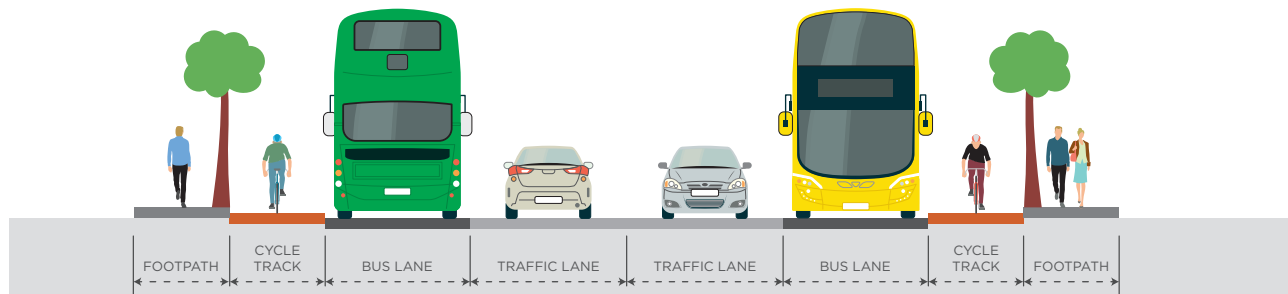 FOOTPATH
CYCLE
TRACK
BUS LANE
TRAFFIC LANE
TRAFFIC LANE
BUS LANE
CYCLE
TRACK
FOOTPATH